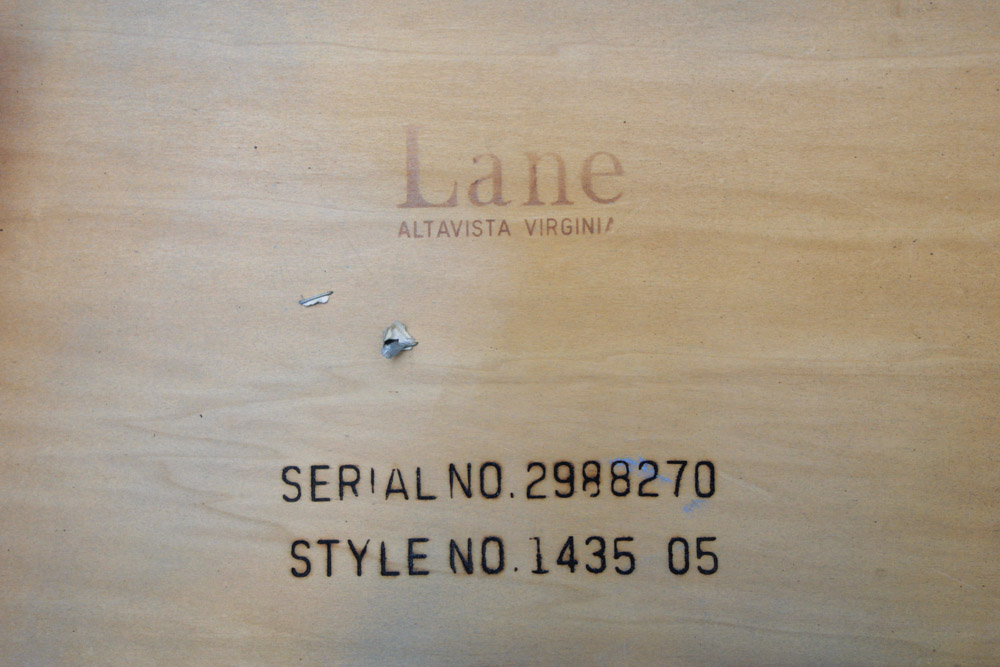 Lane
ALTAVISTA VIRGINIA
SERIAL NO. 2988270
STYLE NO. 1435 05